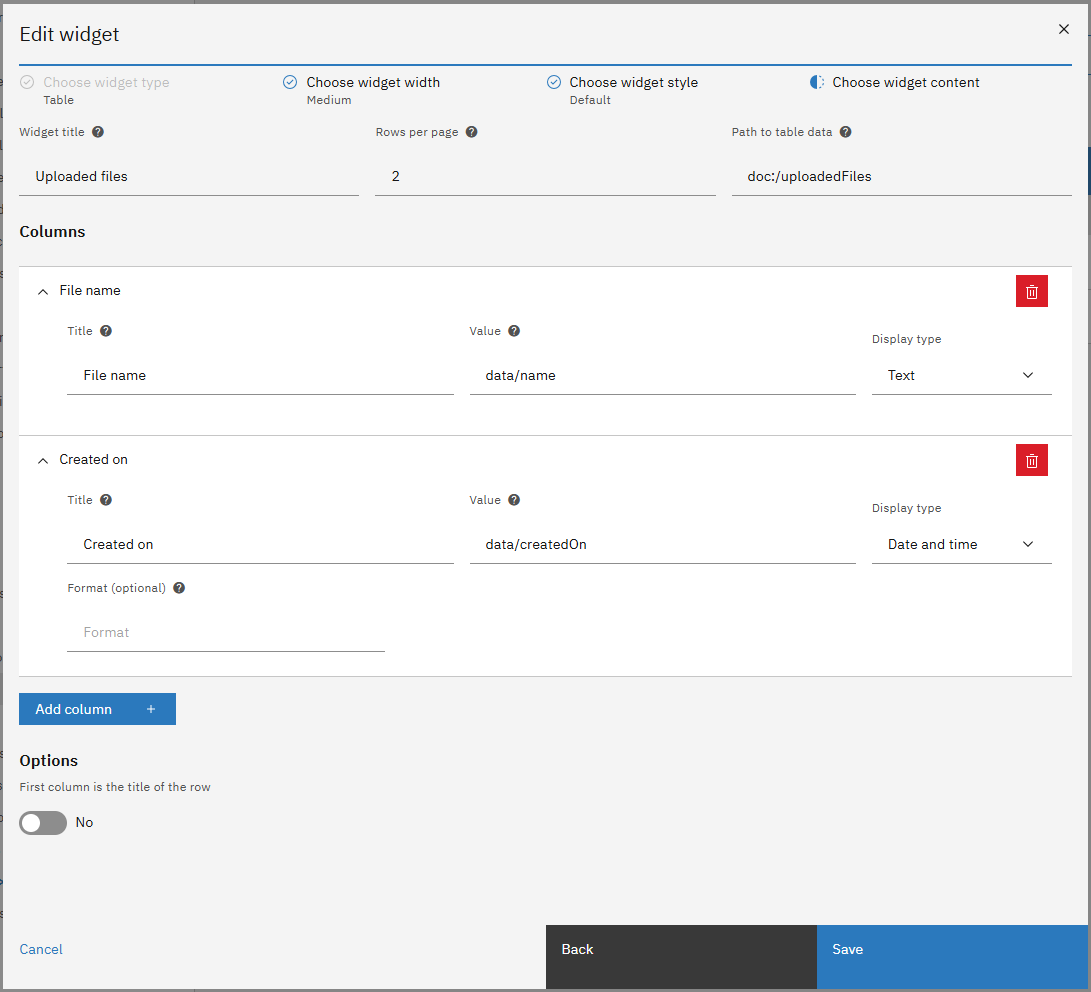 Edit widget
Choose widget type
Table
Choose widget width
Medium
Choose widget style
Default
Choose widget content
Widget title
Rows per page
Path to table data
Uploaded files
2
doc:/uploadedFiles
Columns
File name
Title
Value
Display type
File name
data/name
Text
Created on
Title
Value
Display type
Created on
data/createdOn
Date and time
Format (optional)
Format
Add column +
Options
First column is the title of the row
No
Cancel
Back
Save